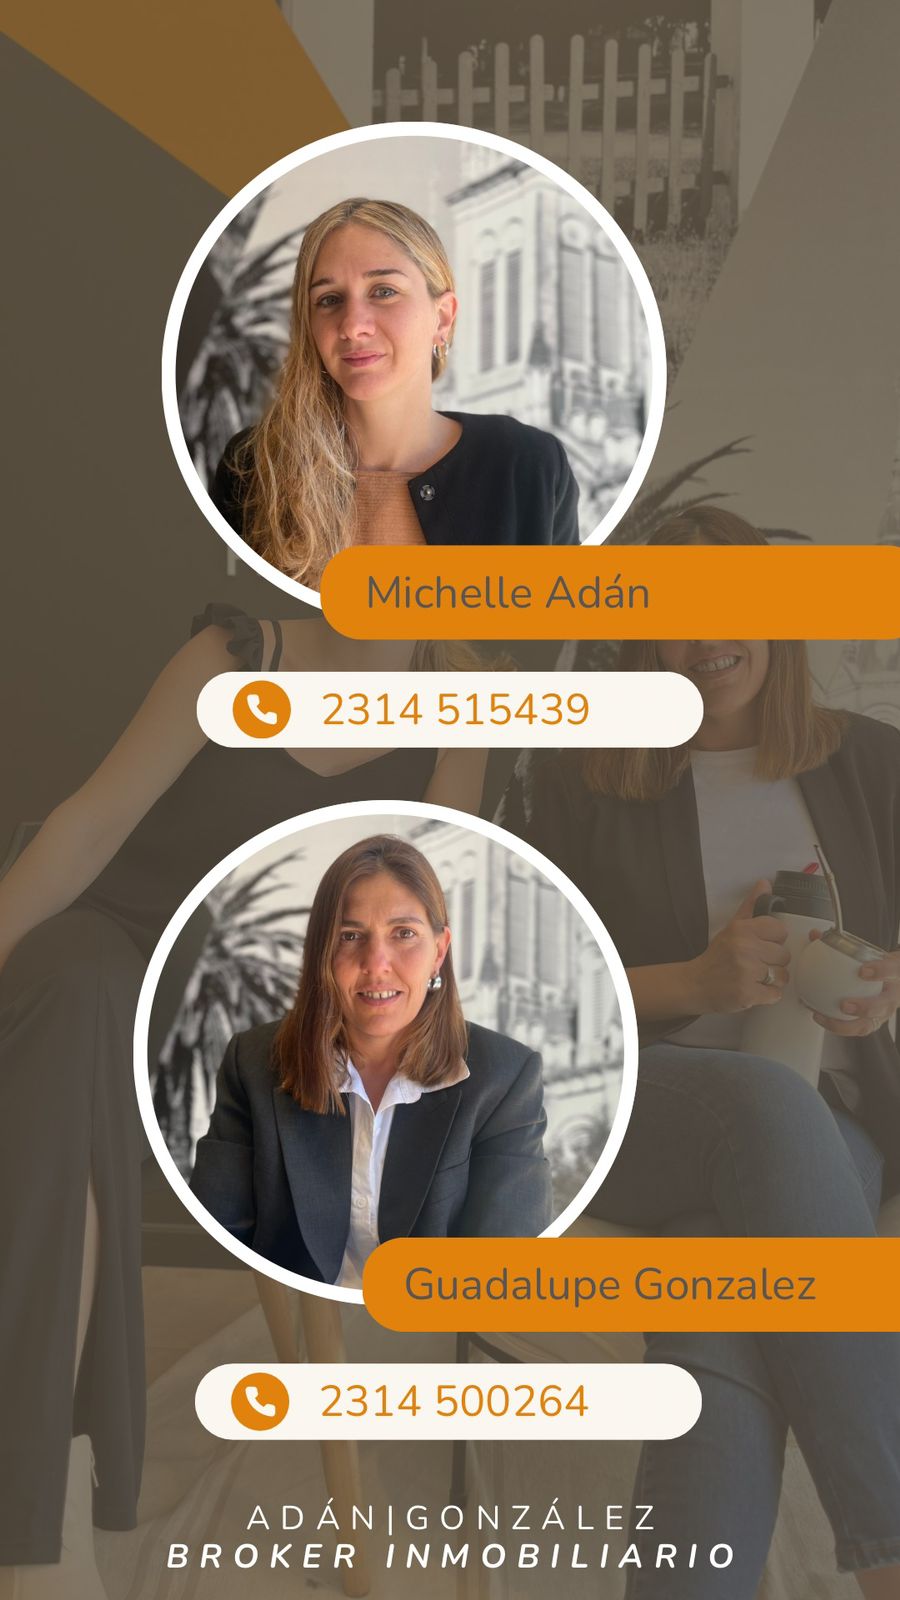 Michelle Adán
2314 515439
Guadalupe Gonzalez
2314 500264
ADÁN|GONZÁLEZ
BROKER INMOBILIARIO